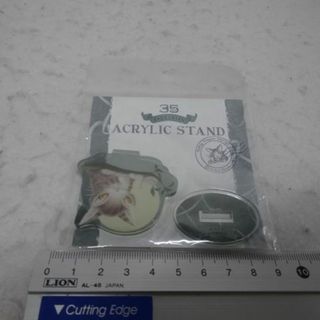 35
ACRYLIC STAND
0 1 2 3 4 5 6 7 8 9 10
LION AL-48 JAPAN
Cutting Edge